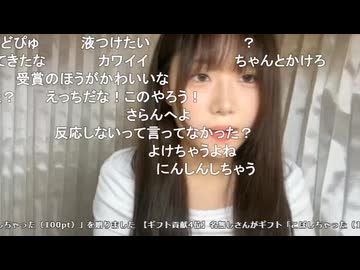 どぴゅ 液つけたい ？
てきたな カワイイ ちゃんとかけろ
受賞のほうがかわいいな
？ えっちだな！このやろう！
さらんへよ
反応しないって言ってなかった？
よけちゃうよね
にんしんしちゃう
しちゃった（100pt）」を贈りました 【ギフト貢献4位】名無しさんがギフト「こぼしちゃった（1